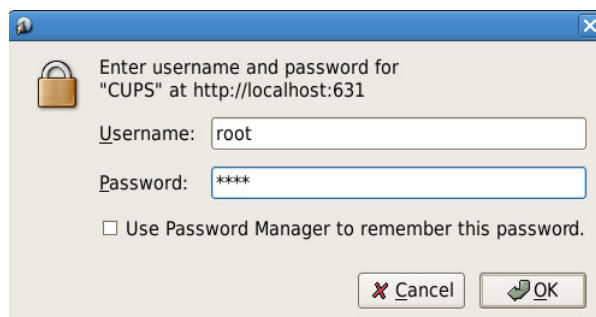 Enter username and password for
"CUPS" at http://localhost:631
Username: root
Password: ****
Use Password Manager to remember this password.
Cancel OK